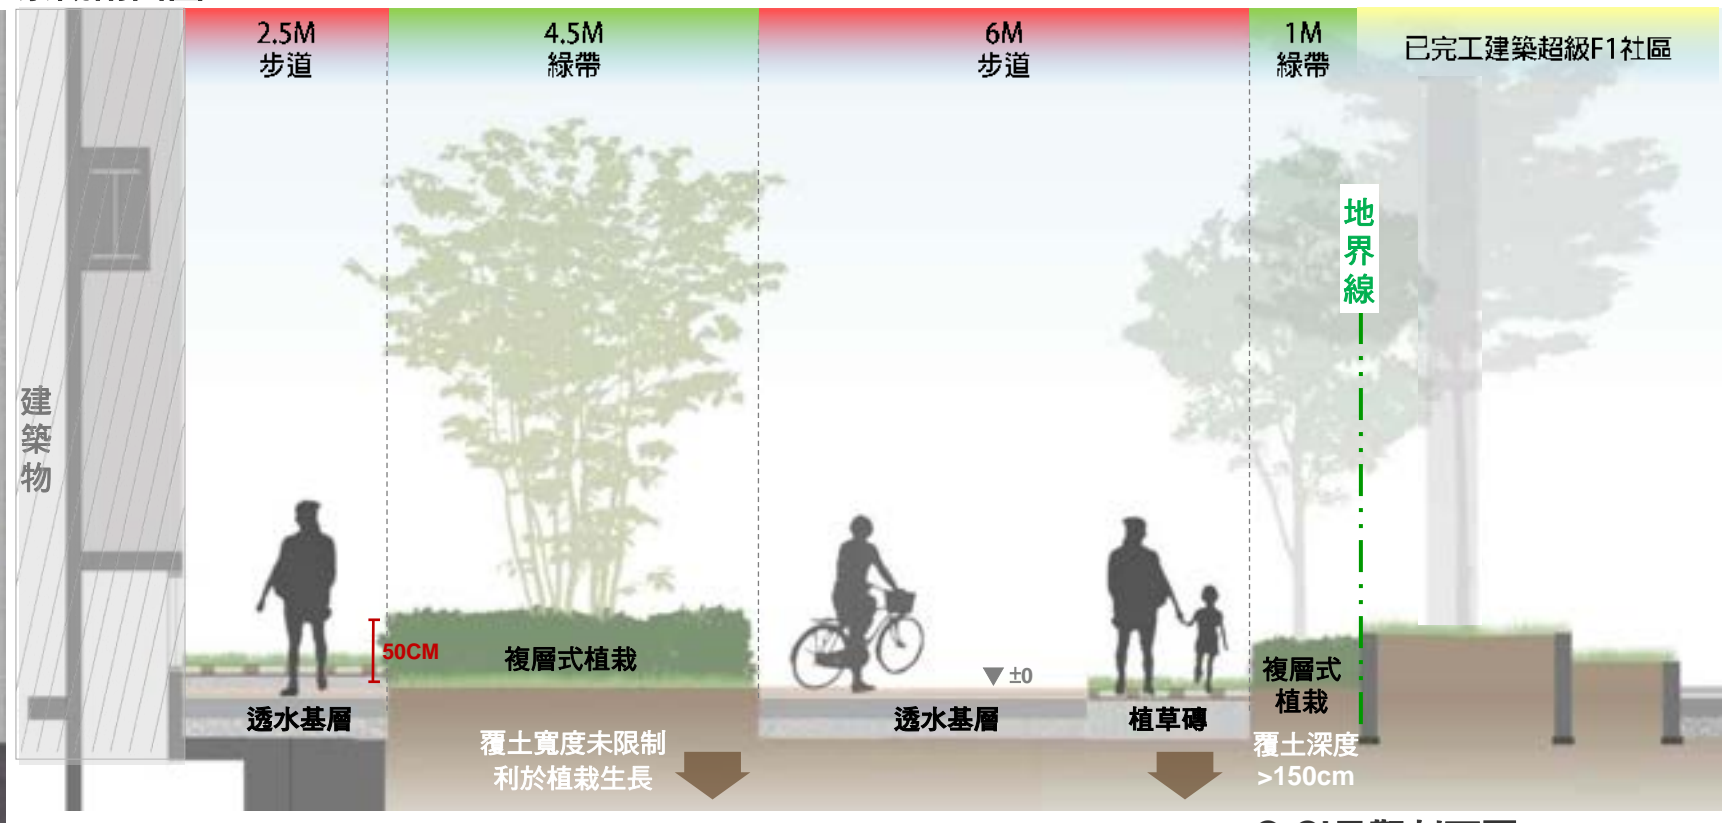 2.5M
步道
4.5M
綠帶
6M
步道
1M
綠帶
已完工建築超級F1社區
地界線
建築物
50CM
複層式植栽
±0
複層式
植栽
透水基層
透水基層
植草磚
覆土寬度未限制
利於植栽生長
覆土深度
>150cm